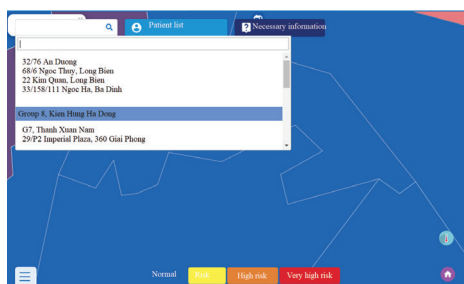 Patient list
Necessary information
32/76 An Duong
68/6 Ngoc Thuy, Long Bien
22 Kim Quan, Long Bien
33/158/111 Ngoc Ha, Ba Dinh
Group 8, Kien Hung Ha Dong
G7, Thanh Xuan Nam
29/P2 Imperial Plaza, 360 Giai Phong
Normal
Risk
High risk
Very high risk